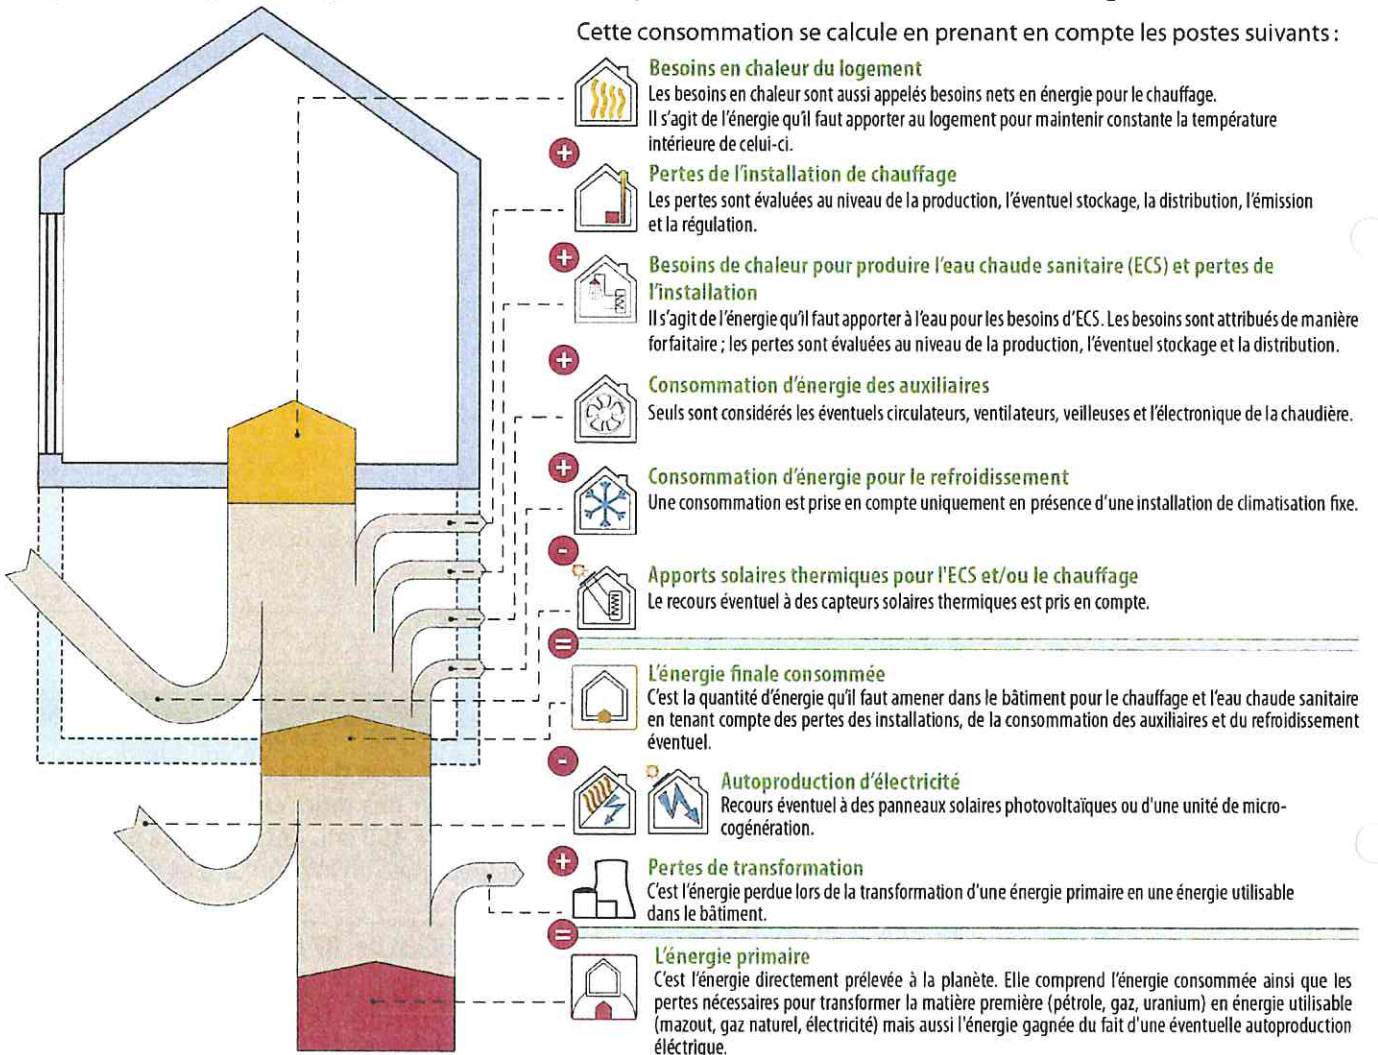 Cette consommation se calcule en prenant en compte les postes suivants :
Besoins en chaleur du logement
Les besoins en chaleur sont aussi appelés besoins nets en énergie pour le chauffage.
Il s'agit de l'énergie qu'il faut apporter au logement pour maintenir constante la température
intérieure de celui-ci.
+
Pertes de l'installation de chauffage
Les pertes sont évaluées au niveau de la production, l'éventuel stockage, la distribution, l'émission
et la régulation.
+
Besoins de chaleur pour produire l'eau chaude sanitaire (ECS) et pertes de
l'installation
Il s'agit de l'énergie qu'il faut apporter à l'eau pour les besoins d'ECS. Les besoins sont attribués de manière
forfaitaire ; les pertes sont évaluées au niveau de la production, l'éventuel stockage et la distribution.
+
Consommation d'énergie des auxiliaires
Seuls sont considérés les éventuels circulateurs, ventilateurs, veilleuses et l'électronique de la chaudière.
+
Consommation d'énergie pour le refroidissement
Une consommation est prise en compte uniquement en présence d'une installation de climatisation fixe.
-
Apports solaires thermiques pour l'ECS et/ou le chauffage
Le recours éventuel à des capteurs solaires thermiques est pris en compte.
=
L'énergie finale consommée
C'est la quantité d'énergie qu'il faut amener dans le bâtiment pour le chauffage et l'eau chaude sanitaire
en tenant compte des pertes des installations, de la consommation des auxiliaires et du refroidissement
éventuel.
-
Autoproduction d'électricité
Recours éventuel à des panneaux solaires photovoltaïques ou d'une unité de micro-
cogénération.
+
Pertes de transformation
C'est l'énergie perdue lors de la transformation d'une énergie primaire en une énergie utilisable
dans le bâtiment.
=
L'énergie primaire
C'est l'énergie directement prélevée à la planète. Elle comprend l'énergie consommée ainsi que les
pertes nécessaires pour transformer la matière première (pétrole, gaz, uranium) en énergie utilisable
(mazout, gaz naturel, électricité) mais aussi l'énergie gagnée du fait d'une éventuelle autoproduction
éléctrique.